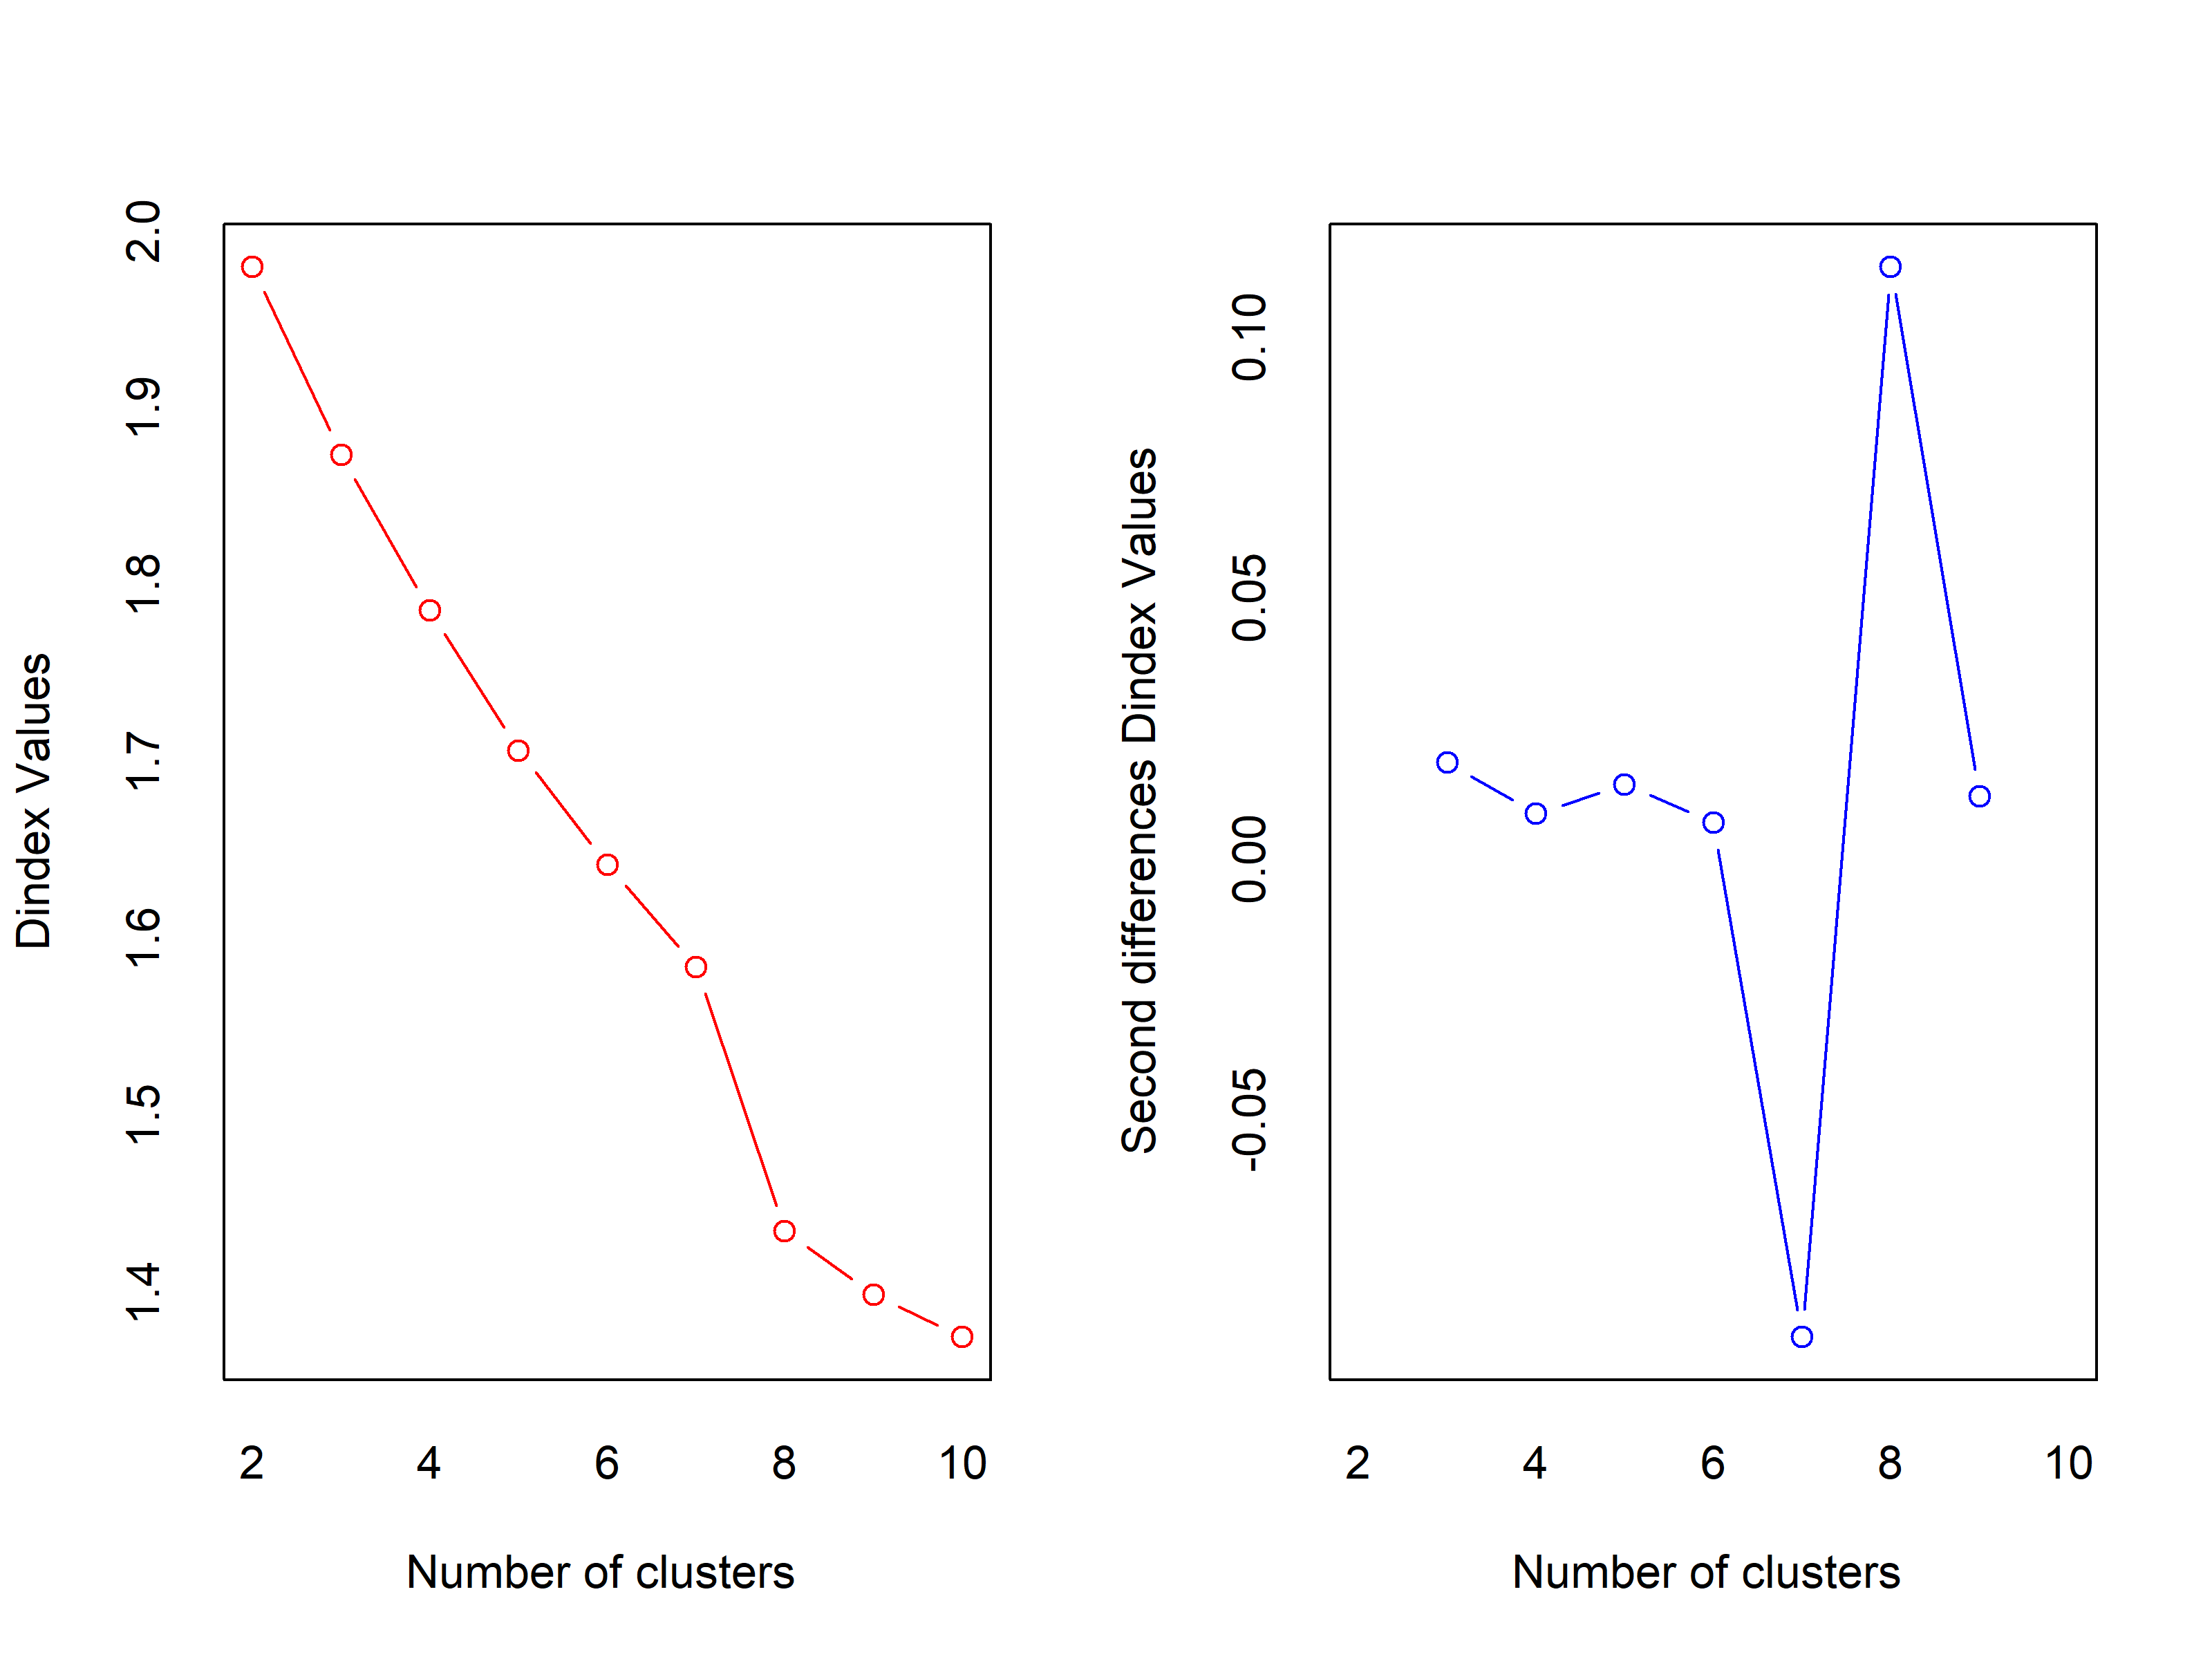 Dindex Values
2.0
1.9
1.8
1.7
1.6
1.5
1.4
2 4 6 8 10
Number of clusters
Second differences Dindex Values
0.10
0.05
0.00
-0.05
2 4 6 8 10
Number of clusters